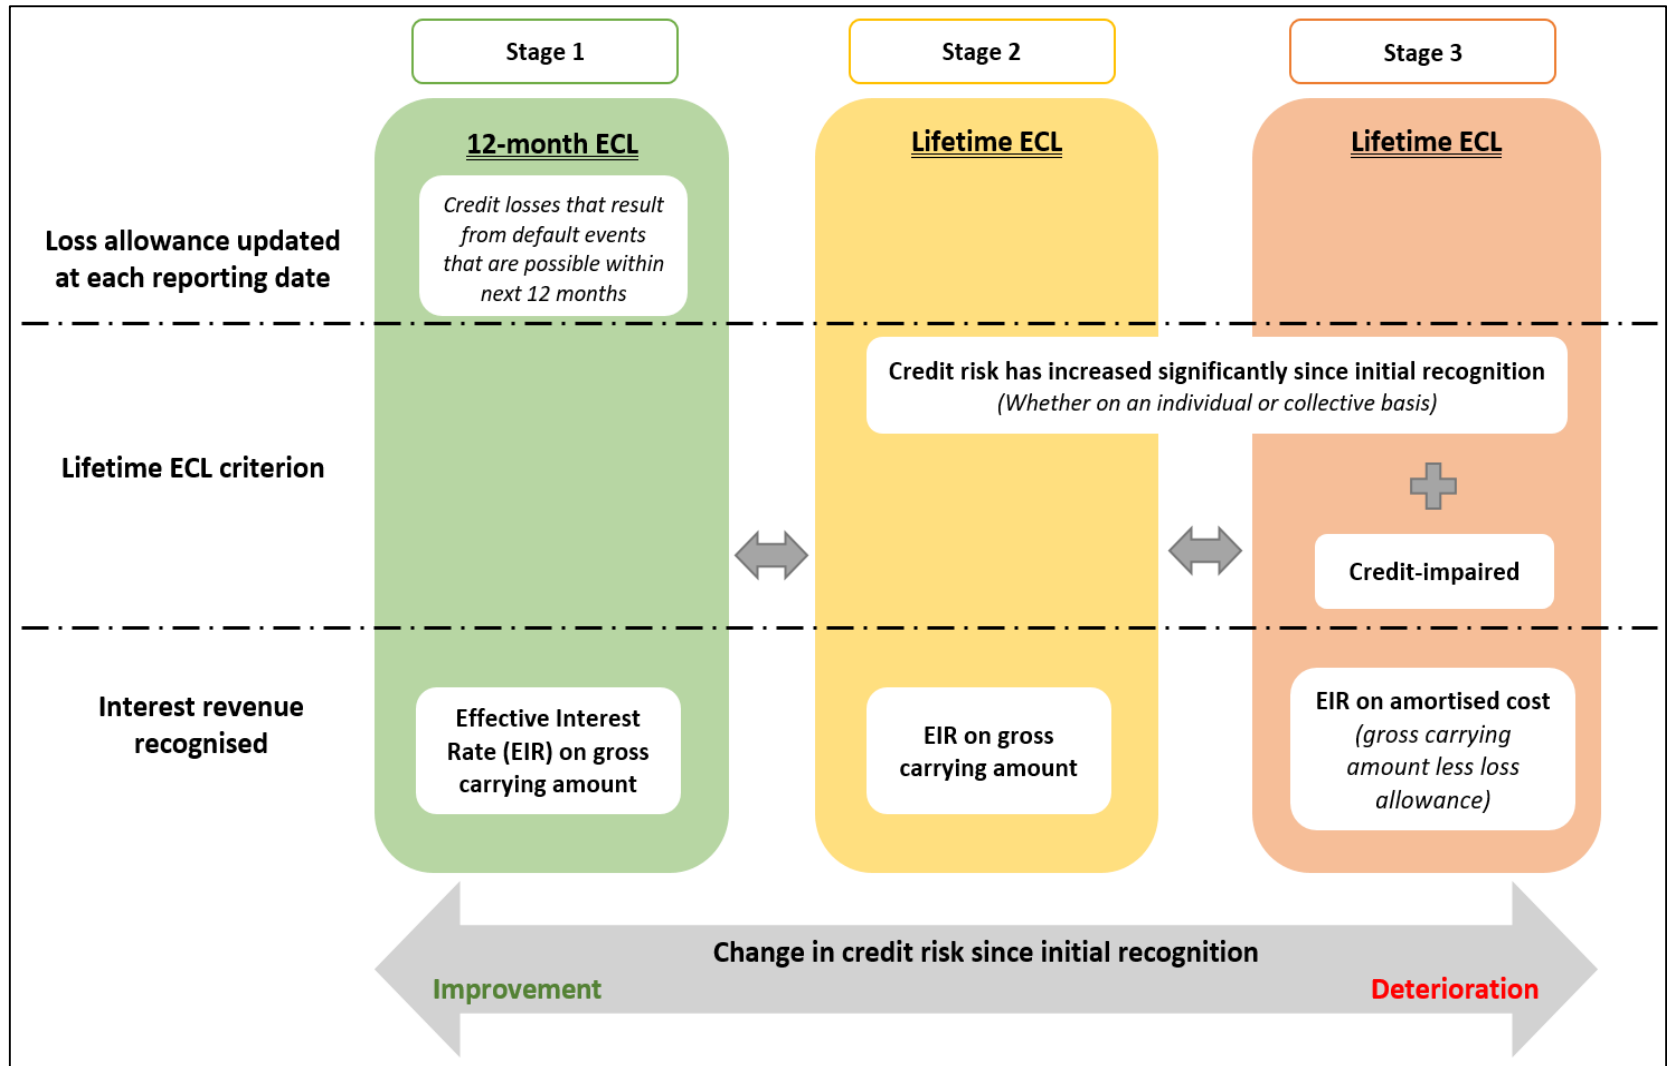 Stage 1
Stage 2
Stage 3
12-month ECL
Lifetime ECL
Lifetime ECL
Loss allowance updated
at each reporting date
Credit losses that result
from default events
that are possible within
next 12 months
Lifetime ECL criterion
Credit risk has increased significantly since initial recognition
(Whether on an individual or collective basis)
Credit-impaired
Interest revenue
recognised
Effective Interest
Rate (EIR) on gross
carrying amount
EIR on gross
carrying amount
EIR on amortised cost
(gross carrying
amount less loss
allowance)
Change in credit risk since initial recognition
Improvement
Deterioration